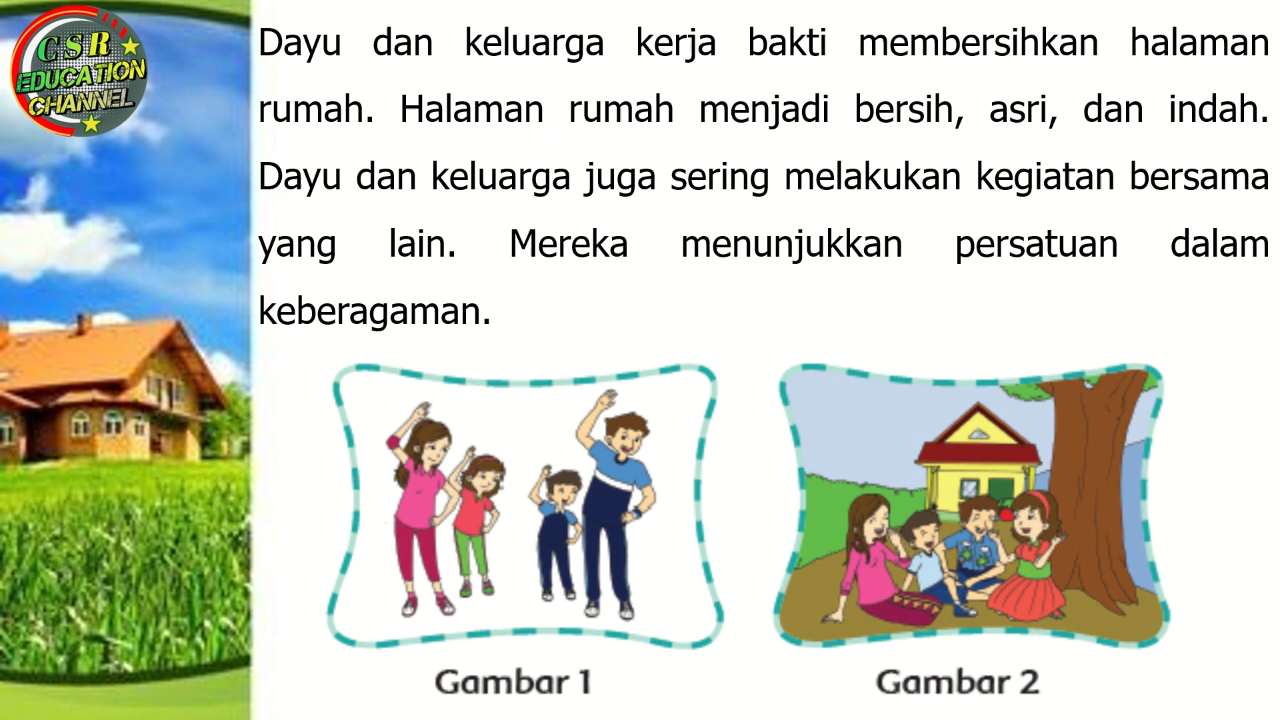 C S R
EDUCATION
CHANNEL
Dayu dan keluarga kerja bakti membersihkan halaman
rumah. Halaman rumah menjadi bersih, asri, dan indah.
Dayu dan keluarga juga sering melakukan kegiatan bersama
yang lain. Mereka menunjukkan persatuan dalam
keberagaman.
Gambar 1
Gambar 2